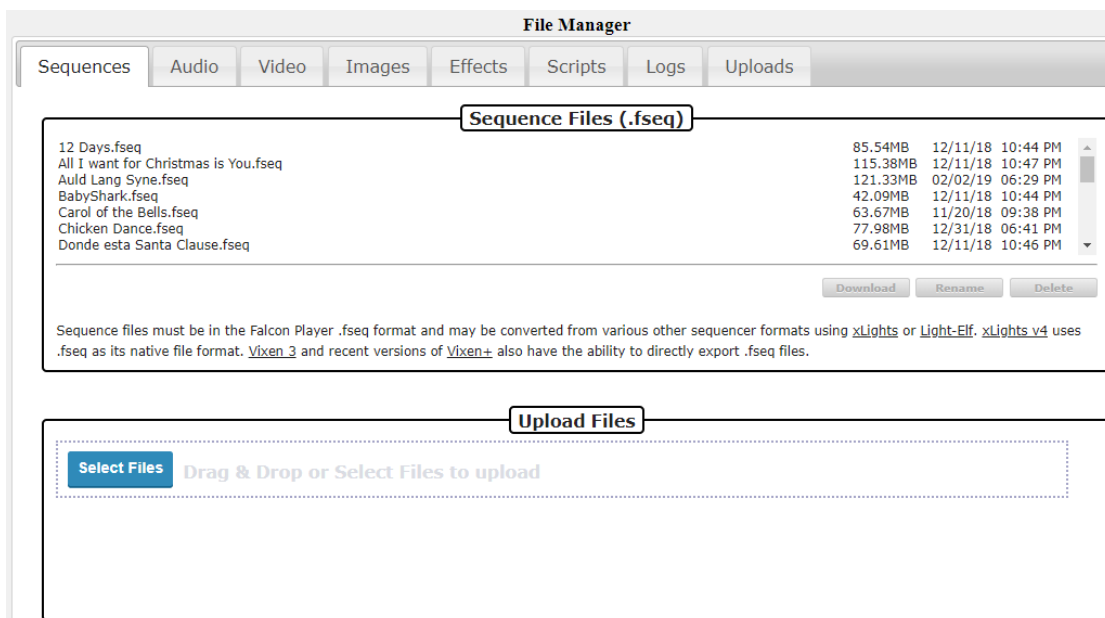 File Manager
Sequences Audio Video Images Effects Scripts Logs Uploads
Sequence Files (.fseq)
12 Days.fseq 85.54MB 12/11/18 10:44 PM
All I want for Christmas is You.fseq 115.38MB 12/11/18 10:47 PM
Auld Lang Syne.fseq 121.33MB 02/02/19 06:29 PM
BabyShark.fseq 42.09MB 12/11/18 10:44 PM
Carol of the Bells.fseq 63.67MB 11/20/18 09:38 PM
Chicken Dance.fseq 77.98MB 12/31/18 06:41 PM
Donde esta Santa Clause.fseq 69.61MB 12/11/18 10:46 PM
Download Rename Delete
Sequence files must be in the Falcon Player .fseq format and may be converted from various other sequencer formats using xLights or Light-Elf. xLights v4 uses
.fseq as its native file format. Vixen 3 and recent versions of Vixen+ also have the ability to directly export .fseq files.
Upload Files
Select Files Drag & Drop or Select Files to upload